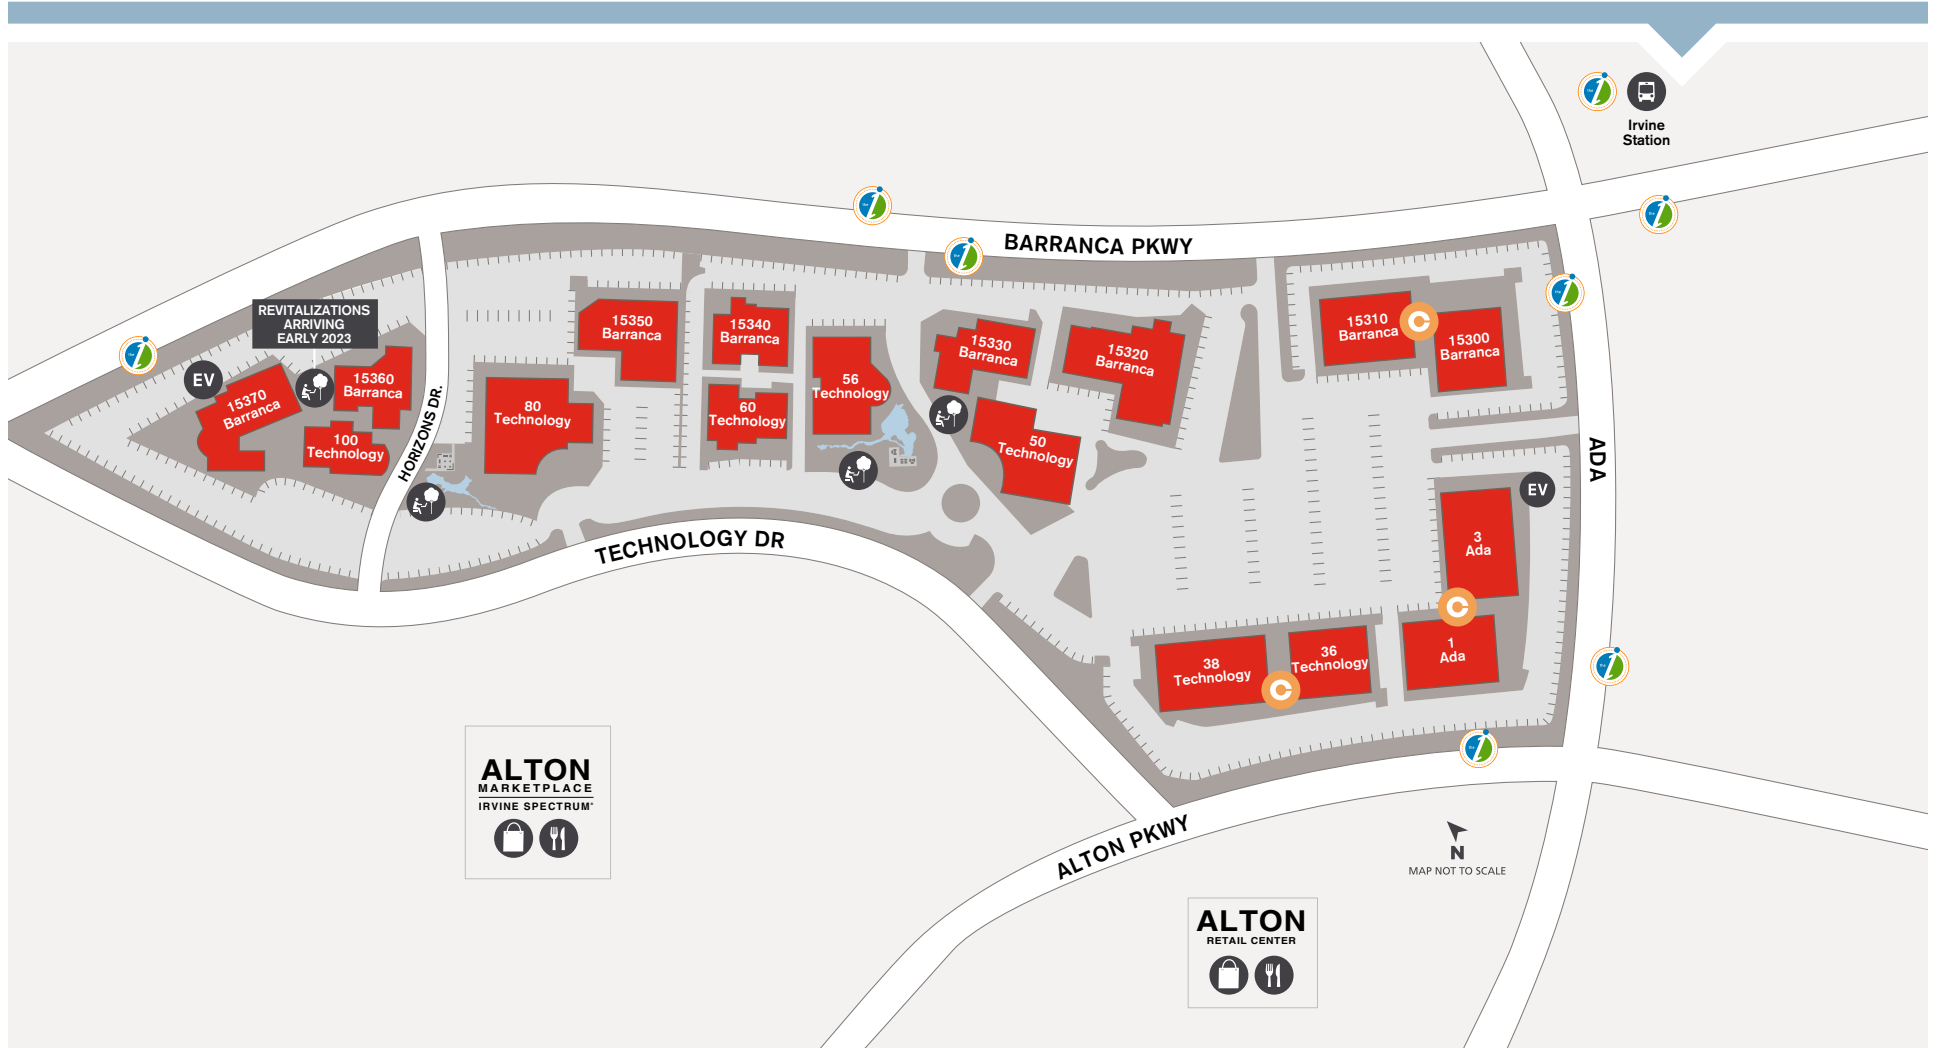 Irvine
Station
BARRANCA PKWY
REVITALIZATIONS
ARRIVING
EARLY 2023
EV
15370
Barranca
15360
Barranca
100
Technology
HORIZONS DR.
80
Technology
15350
Barranca
15340
Barranca
60
Technology
56
Technology
15330
Barranca
50
Technology
15320
Barranca
15310
Barranca
C
15300
Barranca
ADA
EV
3
Ada
C
1
Ada
38
Technology
C
36
Technology
TECHNOLOGY DR
ALTON
MARKETPLACE
IRVINE SPECTRUM®
ALTON PKWY
N
MAP NOT TO SCALE
ALTON
RETAIL CENTER